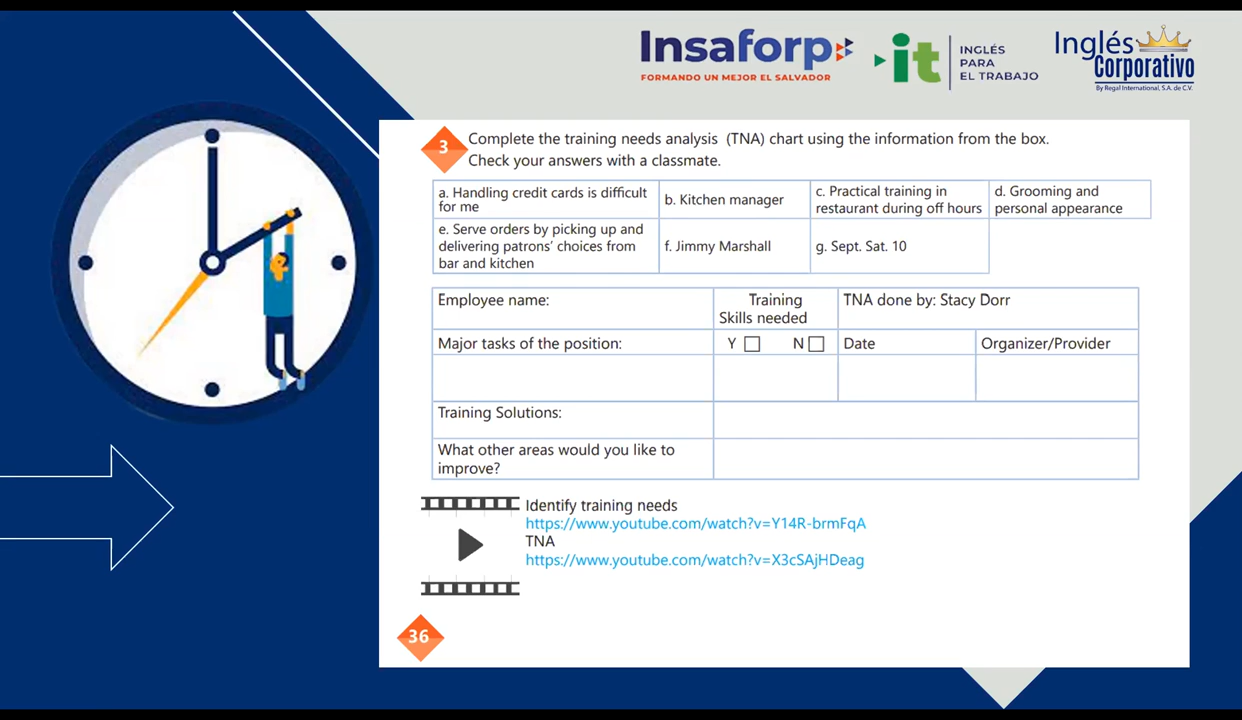 Insaforp
FORMANDO UN MEJOR EL SALVADOR
it
INGLÉS
PARA
EL TRABAJO
Inglés
Corporativo
By Regal International, S.A. de C.V.
3
Complete the training needs analysis (TNA) chart using the information from the box.
Check your answers with a classmate.
a. Handling credit cards is difficult
for me
b. Kitchen manager
c. Practical training in
restaurant during off hours
d. Grooming and
personal appearance
e. Serve orders by picking up and
delivering patrons' choices from
bar and kitchen
f. Jimmy Marshall
g. Sept. Sat. 10
Employee name:
Training
Skills needed
TNA done by: Stacy Dorr
Major tasks of the position:
Y N
Date
Organizer/Provider
Training Solutions:
What other areas would you like to
improve?
Identify training needs
https://www.youtube.com/watch?v=Y14R-brmFqA
TNA
https://www.youtube.com/watch?v=X3cSAjHDeag
36